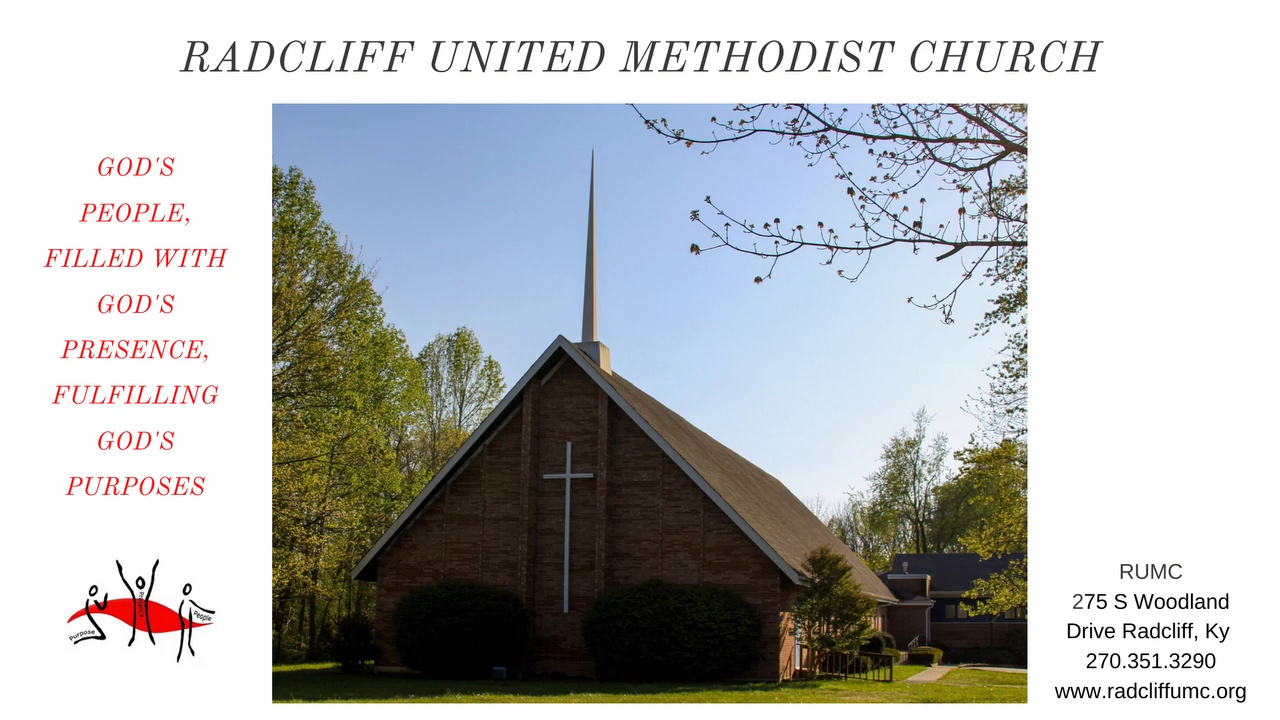 RADCLIFF UNITED METHODIST CHURCH
GOD'S
PEOPLE,
FILLED WITH
GOD'S
PRESENCE,
FULFILLING
GOD'S
PURPOSES
Purpose
Presence
People
RUMC
275 S Woodland
Drive Radcliff, Ky
270.351.3290
www.radcliffumc.org